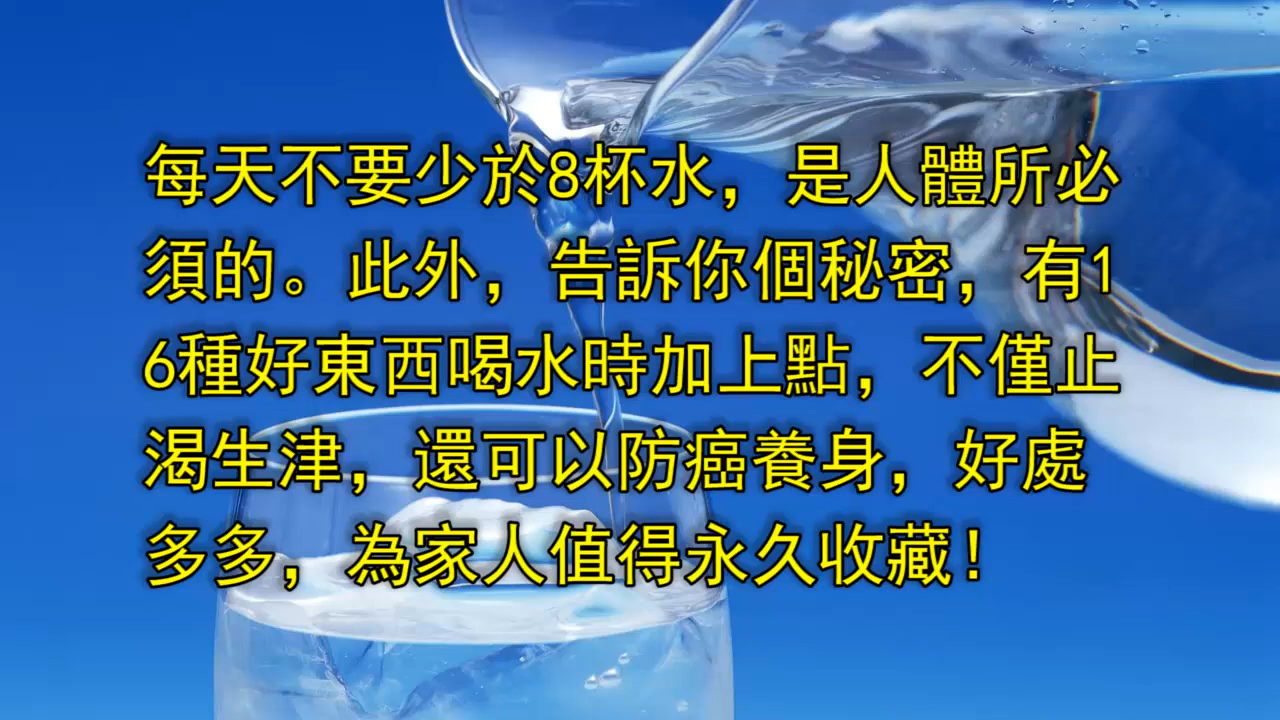 每天不要少於8杯水，是人體所必
須的。此外，告訴你個秘密，有1
6種好東西喝水時加上點，不僅止
渴生津，還可以防癌養身，好處
多多，為家人值得永久收藏！